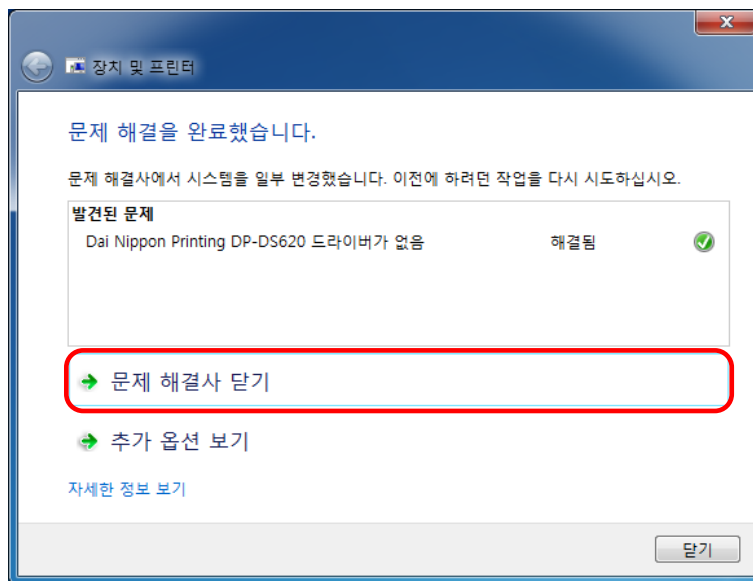 장치 및 프린터
문제 해결을 완료했습니다.
문제 해결사에서 시스템을 일부 변경했습니다. 이전에 하려던 작업을 다시 시도하십시오.
발견된 문제
Dai Nippon Printing DP-DS620 드라이버가 없음 해결됨
문제 해결사 닫기
추가 옵션 보기
자세한 정보 보기
닫기